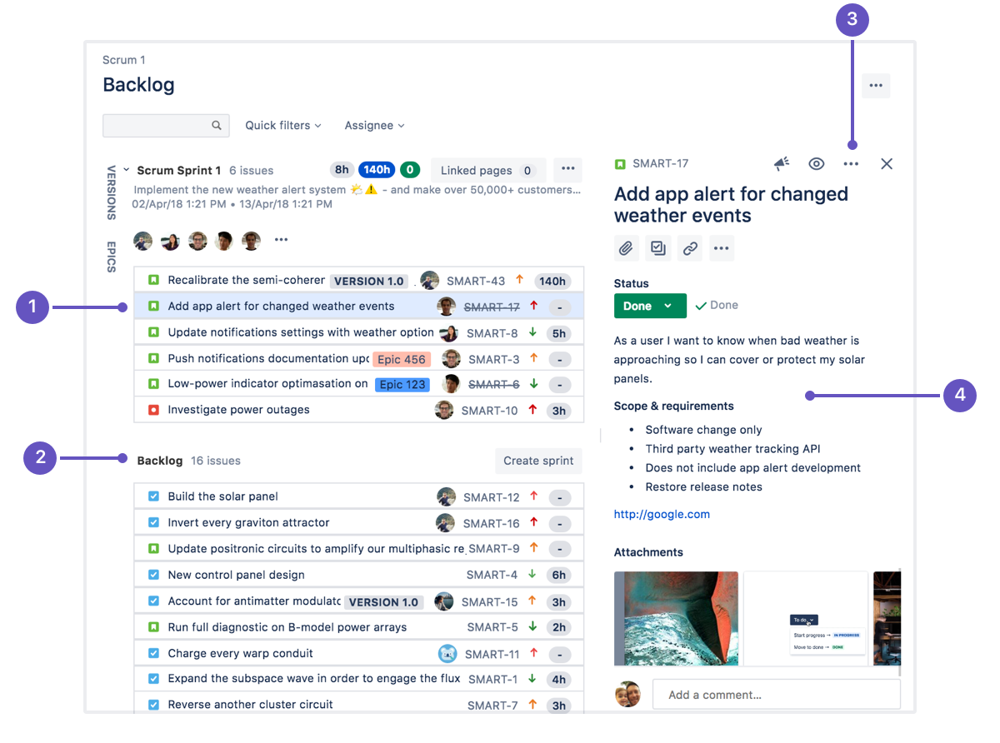 3
Scrum 1
Backlog
Quick filters
Assignee
VERSIONS
EPICS
Scrum Sprint 1 6 issues 8h 140h 0 Linked pages 0
Implement the new weather alert system 🌤️⚠️ - and make over 50,000+ customers...
02/Apr/18 1:21 PM • 13/Apr/18 1:21 PM
Recalibrate the semi-coherer VERSION 1.0 . SMART-43 140h
1
Add app alert for changed weather events SMART-17 -
Update notifications settings with weather option SMART-8 5h
Push notifications documentation upd Epic 456 SMART-3 -
Low-power indicator optimasation on Epic 123 SMART-6 -
Investigate power outages SMART-10 3h
2
Backlog 16 issues Create sprint
Build the solar panel SMART-12 -
Invert every graviton attractor SMART-16 -
Update positronic circuits to amplify our multiphasic re SMART-9 -
New control panel design SMART-4 6h
Account for antimatter modulato VERSION 1.0 SMART-15 3h
Run full diagnostic on B-model power arrays SMART-5 2h
Charge every warp conduit SMART-11 -
Expand the subspace wave in order to engage the flux SMART-1 4h
Reverse another cluster circuit SMART-7 3h
SMART-17
Add app alert for changed
weather events
Status
Done
Done
As a user I want to know when bad weather is
approaching so I can cover or protect my solar
panels.
4
Scope & requirements
• Software change only
• Third party weather tracking API
• Does not include app alert development
• Restore release notes
http://google.com
Attachments
To do
Start progress → IN PROGRESS
Move to done → DONE
Add a comment...